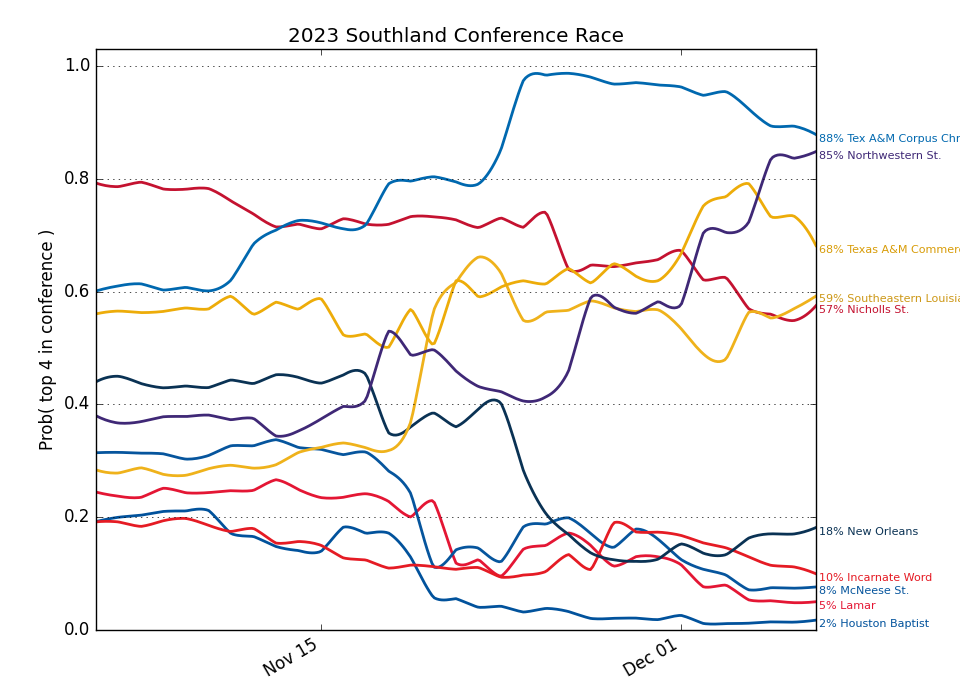 2023 Southland Conference Race
Prob( top 4 in conference )
1.0
0.8
0.6
0.4
0.2
0.0
Nov 15
Dec 01
88% Tex A&M Corpus Chr
85% Northwestern St.
68% Texas A&M Commerc
59% Southeastern Louisia
57% Nicholls St.
18% New Orleans
10% Incarnate Word
8% McNeese St.
5% Lamar
2% Houston Baptist